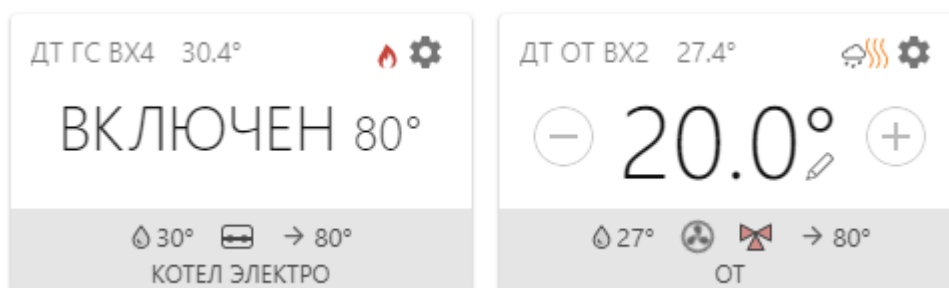 ДТ ГС ВХ4 30.4°
ВКЛЮЧЕН 80°
30° → 80°
КОТЕЛ ЭЛЕКТРО
ДТ ОТ ВХ2 27.4°
20.0°
27° → 80°
ОТ